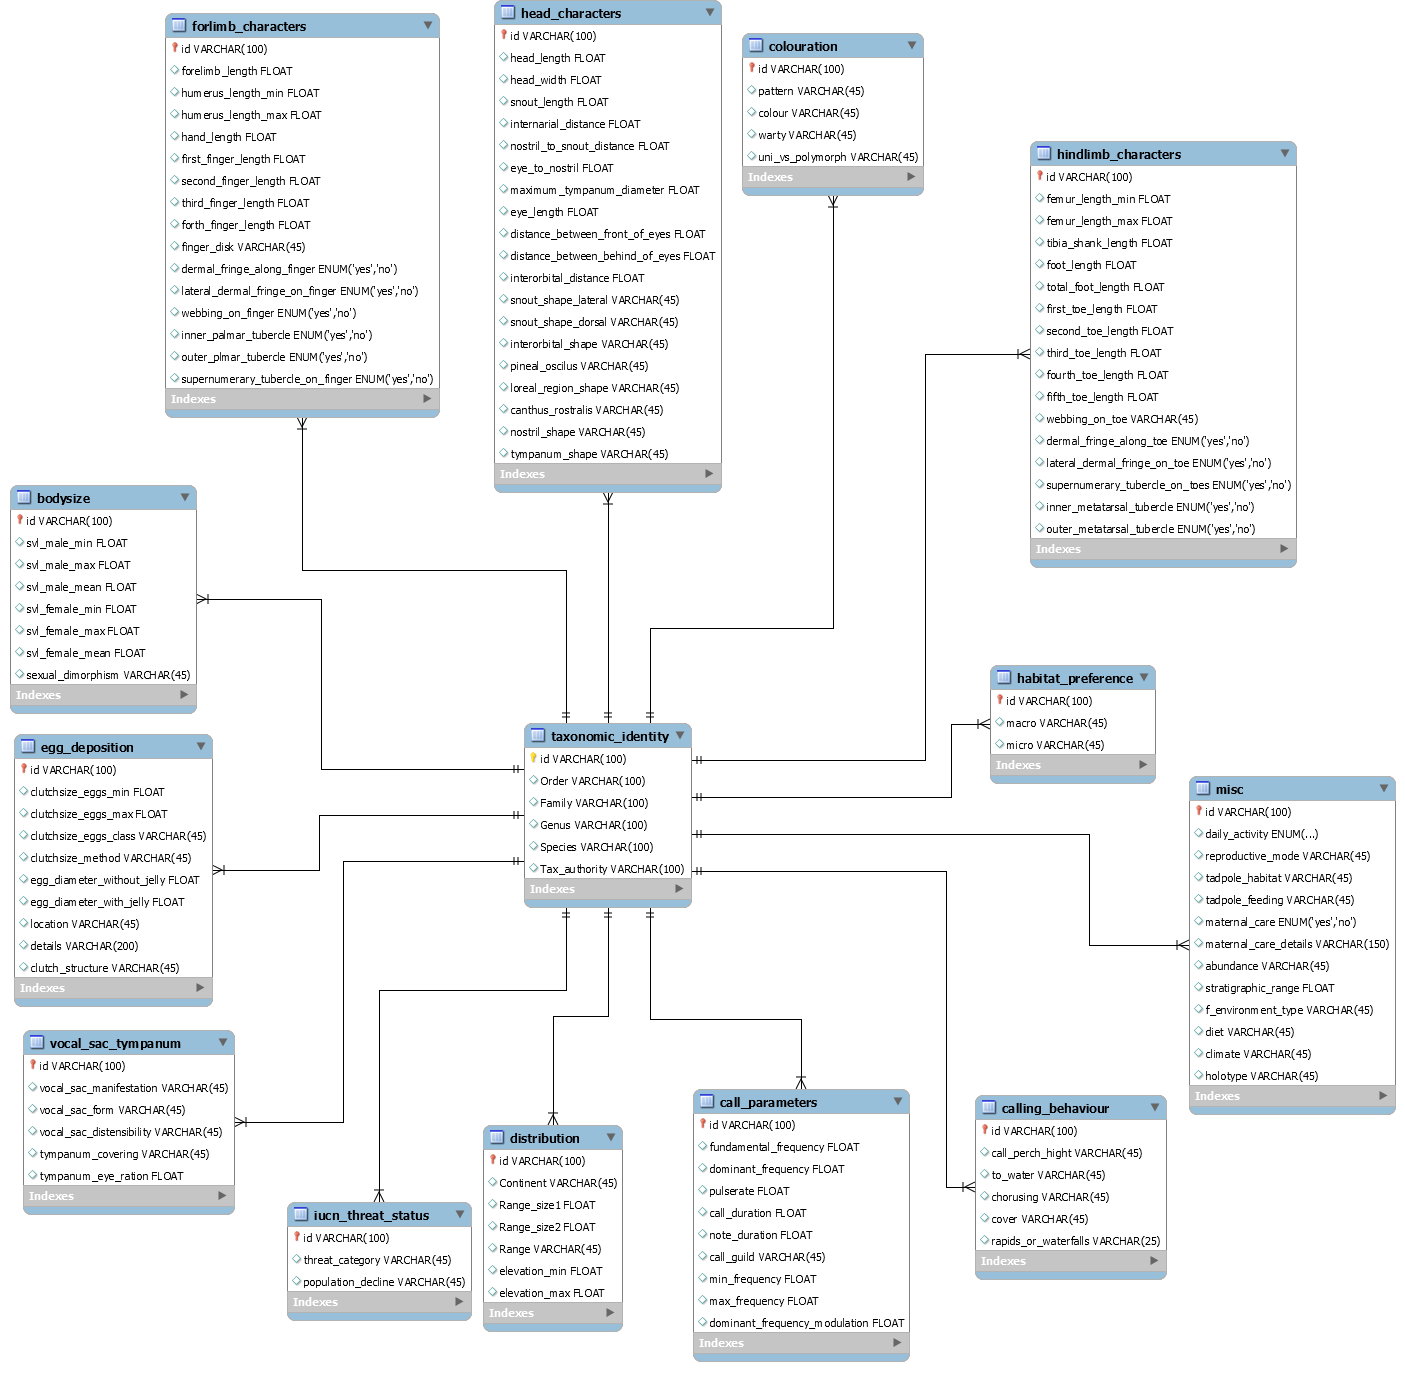 forlimb_characters
id VARCHAR(100)
forelimb_length FLOAT
humerus_length_min FLOAT
humerus_length_max FLOAT
hand_length FLOAT
first_finger_length FLOAT
second_finger_length FLOAT
third_finger_length FLOAT
forth_finger_length FLOAT
finger_disk VARCHAR(45)
dermal_fringe_along_finger ENUM('yes','no')
lateral_dermal_fringe_on_finger ENUM('yes','no')
webbing_on_finger ENUM('yes','no')
inner_palmar_tubercle ENUM('yes','no')
outer_plmar_tubercle ENUM('yes','no')
supernumerary_tubercle_on_finger ENUM('yes','no')
Indexes
head_characters
id VARCHAR(100)
head_length FLOAT
head_width FLOAT
snout_length FLOAT
internarial_distance FLOAT
nostril_to_snout_distance FLOAT
eye_to_nostril FLOAT
maximum_tympanum_diameter FLOAT
eye_length FLOAT
distance_between_front_of_eyes FLOAT
distance_between_behind_of_eyes FLOAT
interorbital_distance FLOAT
snout_shape_lateral VARCHAR(45)
snout_shape_dorsal VARCHAR(45)
interorbital_shape VARCHAR(45)
pineal_oscilus VARCHAR(45)
loreal_region_shape VARCHAR(45)
canthus_rostralis VARCHAR(45)
nostril_shape VARCHAR(45)
tympanum_shape VARCHAR(45)
Indexes
colouration
id VARCHAR(100)
pattern VARCHAR(45)
colour VARCHAR(45)
warty VARCHAR(45)
uni_vs_polymorph VARCHAR(45)
Indexes
hindlimb_characters
id VARCHAR(100)
femur_length_min FLOAT
femur_length_max FLOAT
tibia_shank_length FLOAT
foot_length FLOAT
total_foot_length FLOAT
first_toe_length FLOAT
second_toe_length FLOAT
third_toe_length FLOAT
fourth_toe_length FLOAT
fifth_toe_length FLOAT
webbing_on_toe VARCHAR(45)
dermal_fringe_along_toe ENUM('yes','no')
lateral_dermal_fringe_on_toe ENUM('yes','no')
supernumerary_tubercle_on_toes ENUM('yes','no')
inner_metatarsal_tubercle ENUM('yes','no')
outer_metatarsal_tubercle ENUM('yes','no')
Indexes
bodysize
id VARCHAR(100)
svl_male_min FLOAT
svl_male_max FLOAT
svl_male_mean FLOAT
svl_female_min FLOAT
svl_female_max FLOAT
svl_female_mean FLOAT
sexual_dimorphism VARCHAR(45)
Indexes
habitat_preference
id VARCHAR(100)
macro VARCHAR(45)
micro VARCHAR(45)
Indexes
taxonomic_identity
id VARCHAR(100)
Order VARCHAR(100)
Family VARCHAR(100)
Genus VARCHAR(100)
Species VARCHAR(100)
Tax_authority VARCHAR(100)
Indexes
egg_deposition
id VARCHAR(100)
clutchsize_eggs_min FLOAT
clutchsize_eggs_max FLOAT
clutchsize_eggs_class VARCHAR(45)
clutchsize_method VARCHAR(45)
egg_diameter_without_jelly FLOAT
egg_diameter_with_jelly FLOAT
location VARCHAR(45)
details VARCHAR(200)
clutch_structure VARCHAR(45)
Indexes
misc
id VARCHAR(100)
daily_activity ENUM(...)
reproductive_mode VARCHAR(45)
tadpole_habitat VARCHAR(45)
tadpole_feeding VARCHAR(45)
maternal_care ENUM('yes','no')
maternal_care_details VARCHAR(150)
abundance VARCHAR(45)
stratigraphic_range FLOAT
f_environment_type VARCHAR(45)
diet VARCHAR(45)
climate VARCHAR(45)
holotype VARCHAR(45)
Indexes
vocal_sac_tympanum
id VARCHAR(100)
vocal_sac_manifestation VARCHAR(45)
vocal_sac_form VARCHAR(45)
vocal_sac_distensibility VARCHAR(45)
tympanum_covering VARCHAR(45)
tympanum_eye_ration FLOAT
Indexes
iucn_threat_status
id VARCHAR(100)
threat_category VARCHAR(45)
population_decline VARCHAR(45)
Indexes
distribution
id VARCHAR(100)
Continent VARCHAR(45)
Range_size1 FLOAT
Range_size2 FLOAT
Range VARCHAR(45)
elevation_min FLOAT
elevation_max FLOAT
Indexes
call_parameters
id VARCHAR(100)
fundamental_frequency FLOAT
dominant_frequency FLOAT
pulserate FLOAT
call_duration FLOAT
note_duration FLOAT
call_guild VARCHAR(45)
min_frequency FLOAT
max_frequency FLOAT
dominant_frequency_modulation FLOAT
Indexes
calling_behaviour
id VARCHAR(100)
call_perch_hight VARCHAR(45)
to_water VARCHAR(45)
chorusing VARCHAR(45)
cover VARCHAR(45)
rapids_or_waterfalls VARCHAR(25)
Indexes